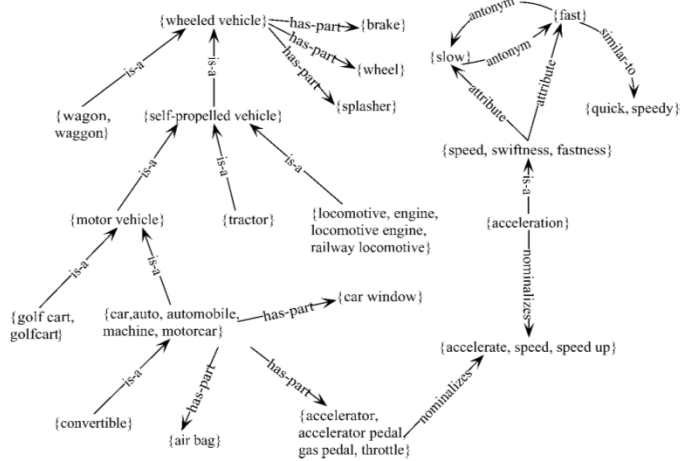 {wheeled vehicle}
has-part
{brake}
has-part
{wheel}
has-part
{splasher}
is-a
is-a
{wagon,
waggon}
{self-propelled vehicle}
is-a
is-a
is-a
{motor vehicle}
{tractor}
{locomotive, engine,
locomotive engine,
railway locomotive}
is-a
is-a
{golf cart,
golfcart}
{car,auto, automobile,
machine, motorcar}
has-part
{car window}
is-a
has-part
has-part
{convertible}
{air bag}
{accelerator,
accelerator pedal,
gas pedal, throttle}
nominalizes
antonym
{fast}
{slow}
antonym
similar-to
{quick, speedy}
attribute
attribute
{speed, swiftness, fastness}
is-a
{acceleration}
nominalizes
{accelerate, speed, speed up}